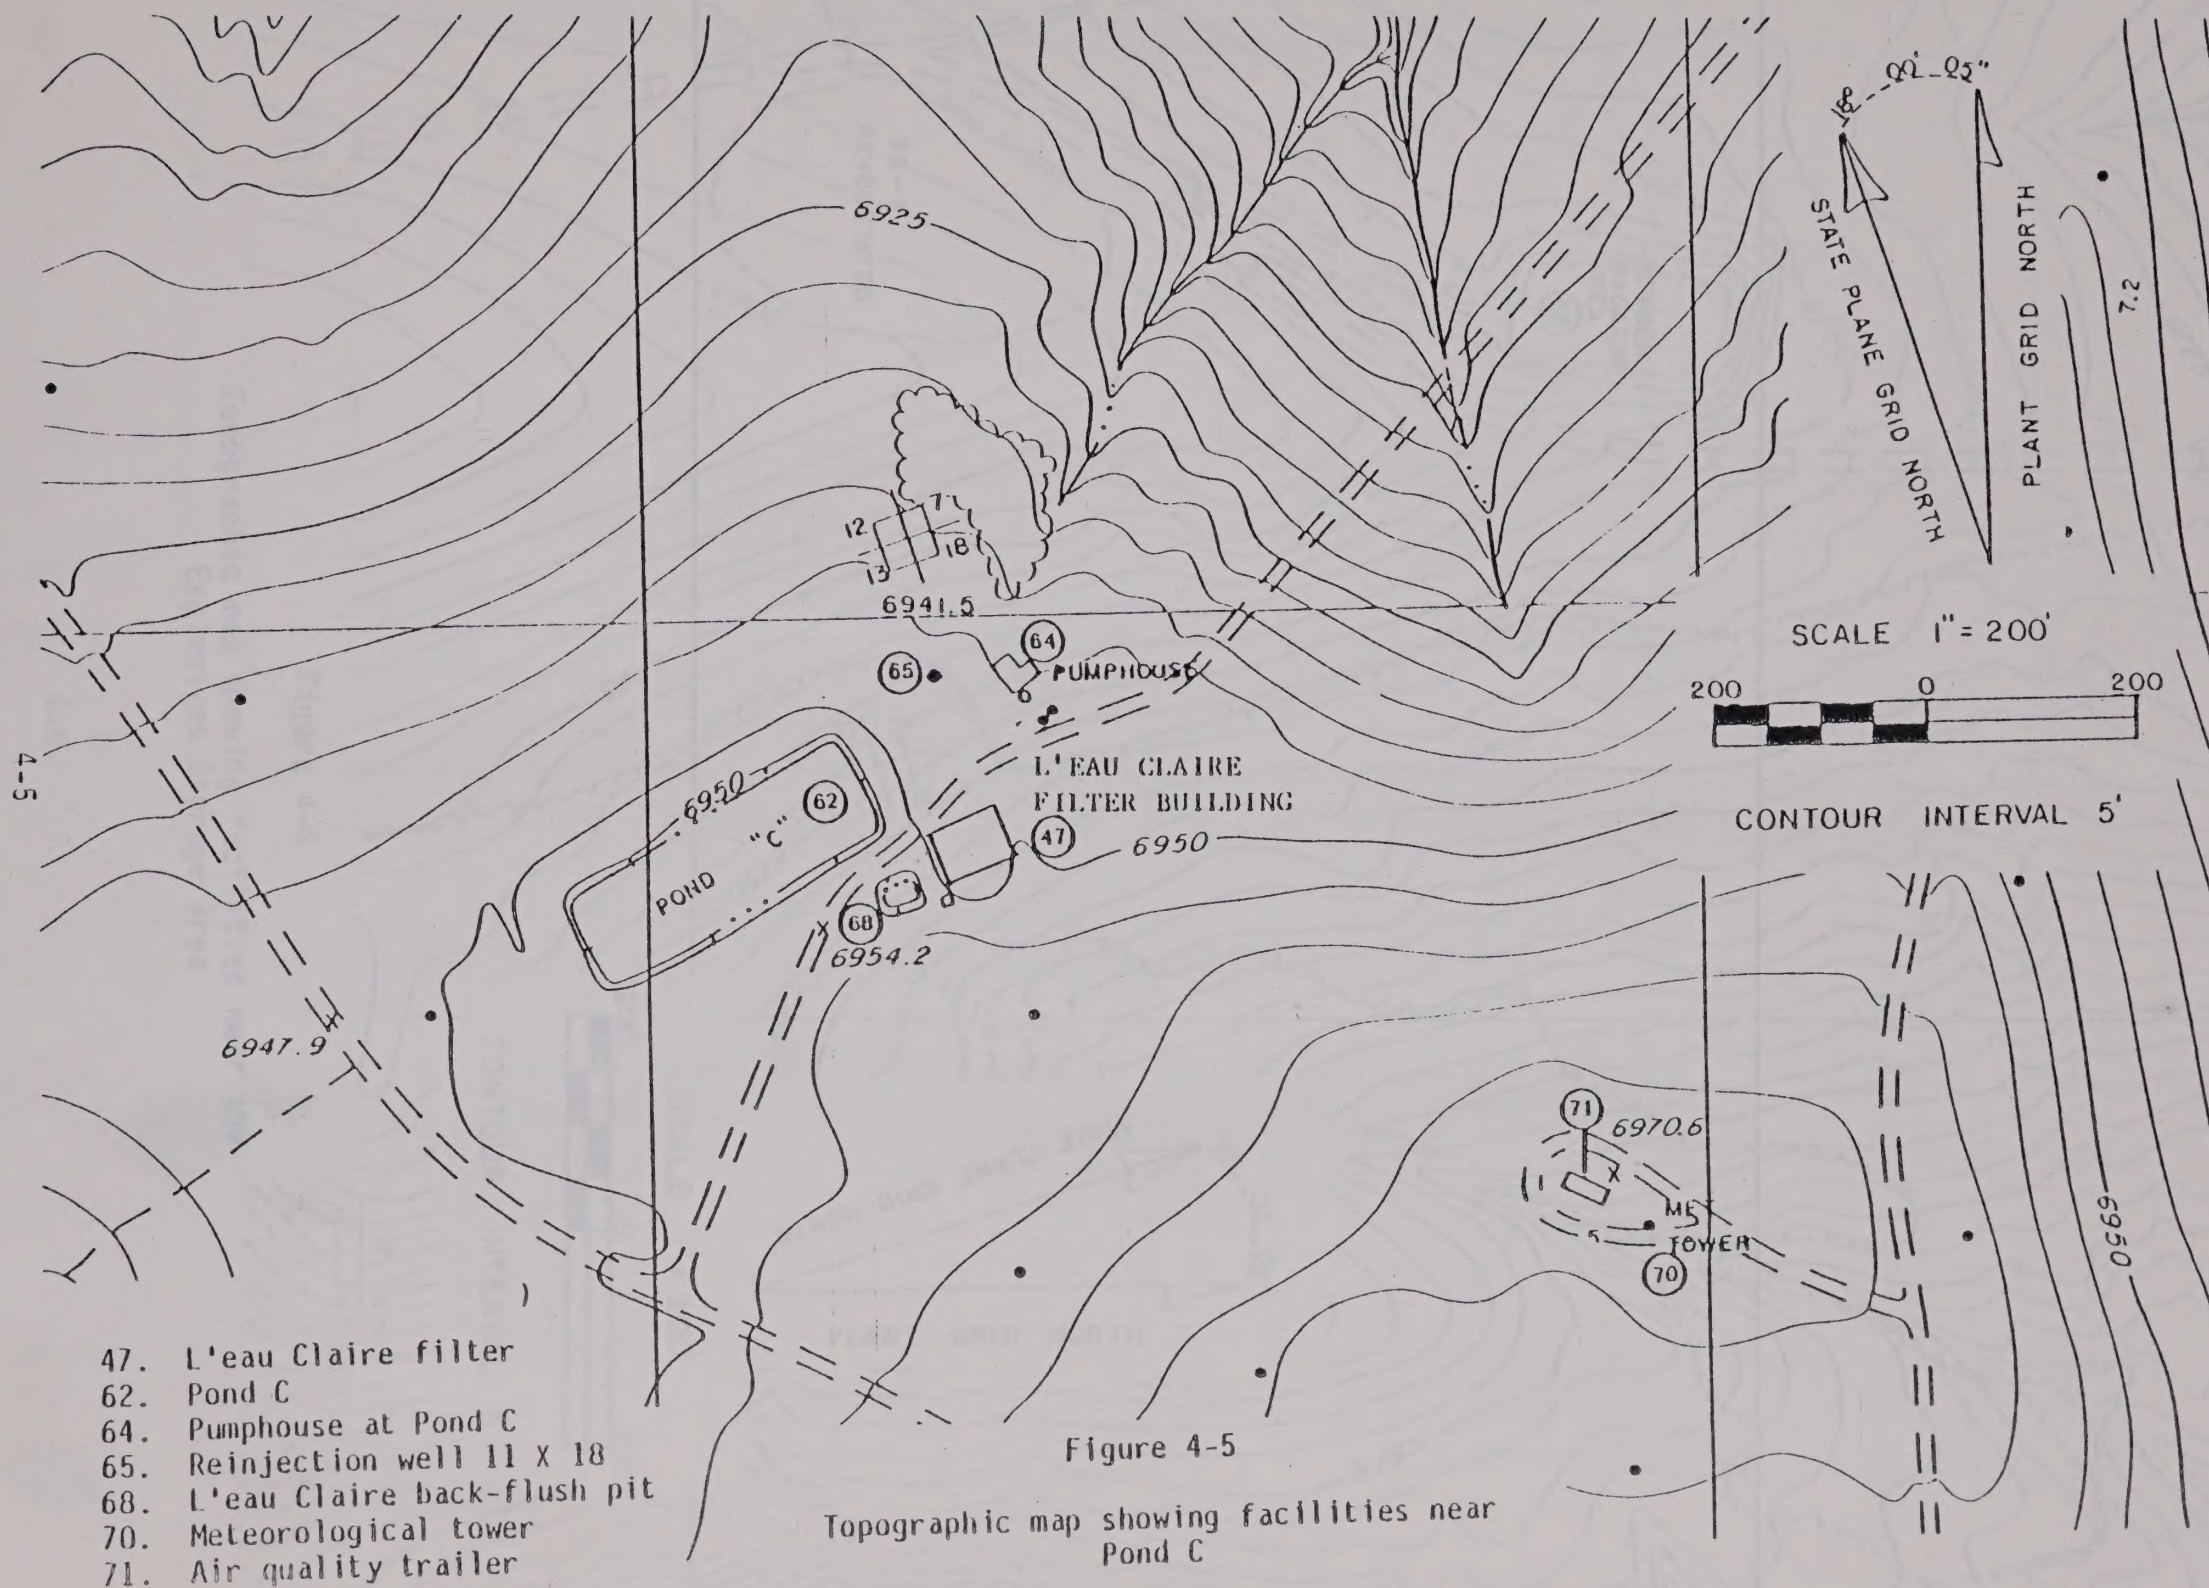 6925
18°
22'-25"
STATE PLANE GRID NORTH
PLANT GRID NORTH
7.2
12
7
13
18
6941.5
64
65
PUMPHOUSE
SCALE 1"=200'
200 0 200
CONTOUR INTERVAL 5'
L'EAU CLAIRE
FILTER BUILDING
47
6950
6950
62
POND "C"
68
6954.2
6947.9
4-5
71
6970.6
MET
TOWER
70
6950
47. L'eau Claire filter
62. Pond C
64. Pumphouse at Pond C
65. Reinjection well 11 X 18
68. L'eau Claire back-flush pit
70. Meteorological tower
71. Air quality trailer
Figure 4-5
Topographic map showing facilities near
Pond C